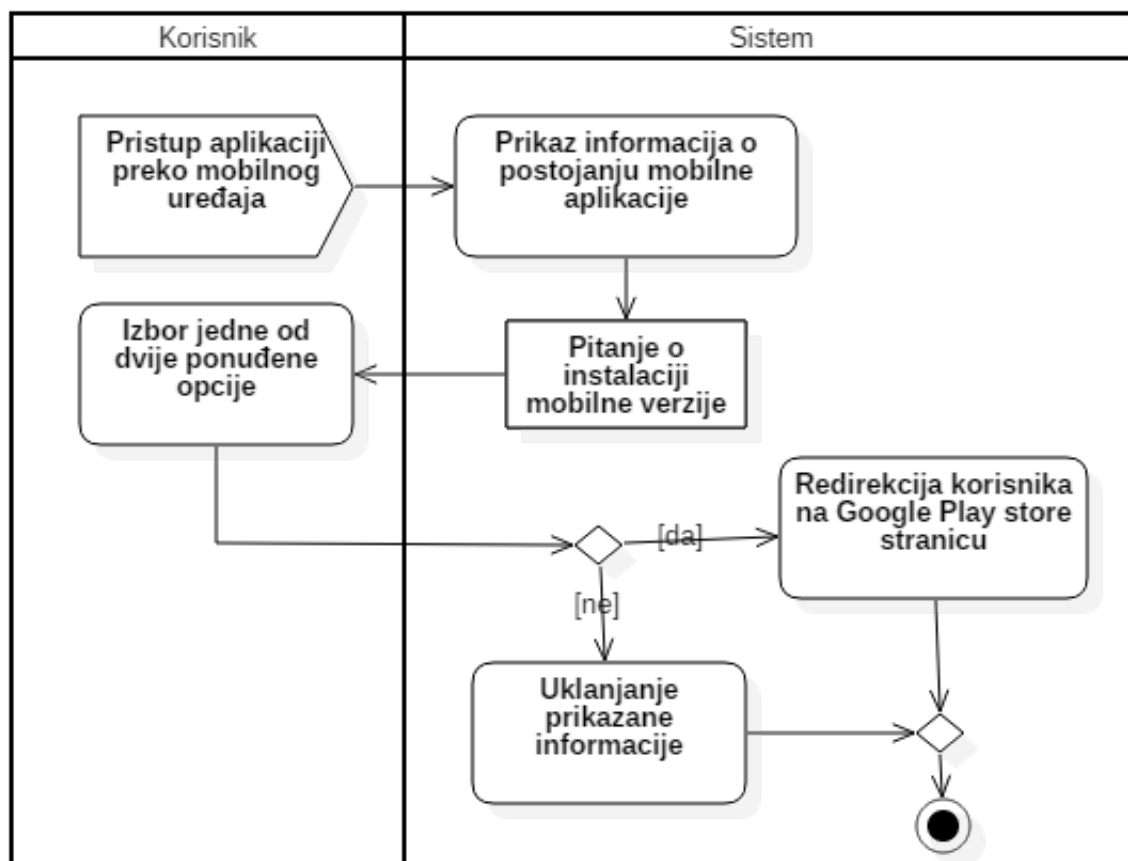 Korisnik
Sistem
Pristup aplikaciji
preko mobilnog
uređaja
Prikaz informacija o
postojanju mobilne
aplikacije
Izbor jedne od
dvije ponuđene
opcije
Pitanje o
instalaciji
mobilne verzije
[da]
Redirekcija korisnika
na Google Play store
stranicu
[ne]
Uklanjanje
prikazane
informacije